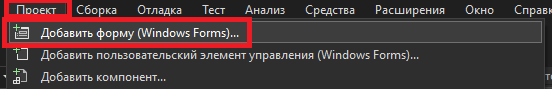 Проект Сборка Отладка Тест Анализ Средства Расширения Окно
Добавить форму (Windows Forms)...
Добавить пользовательский элемент управления (Windows Forms)...
Добавить компонент...